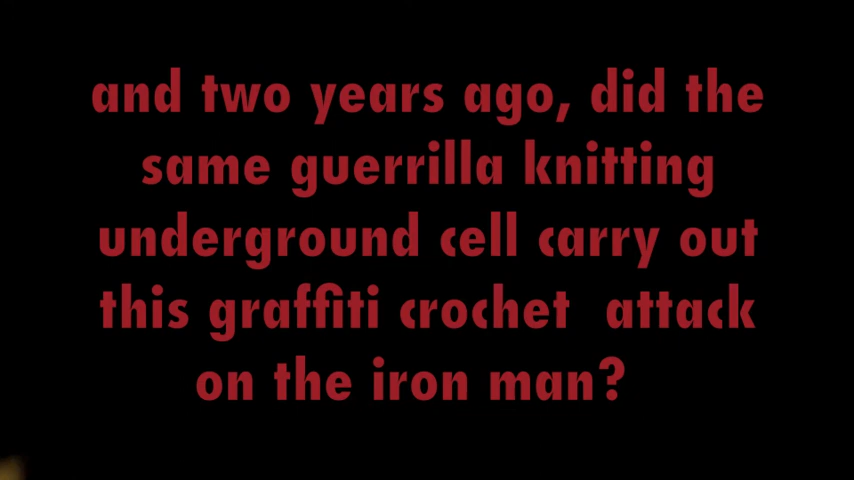 and two years ago, did the
same guerrilla knitting
underground cell carry out
this graffiti crochet attack
on the iron man?